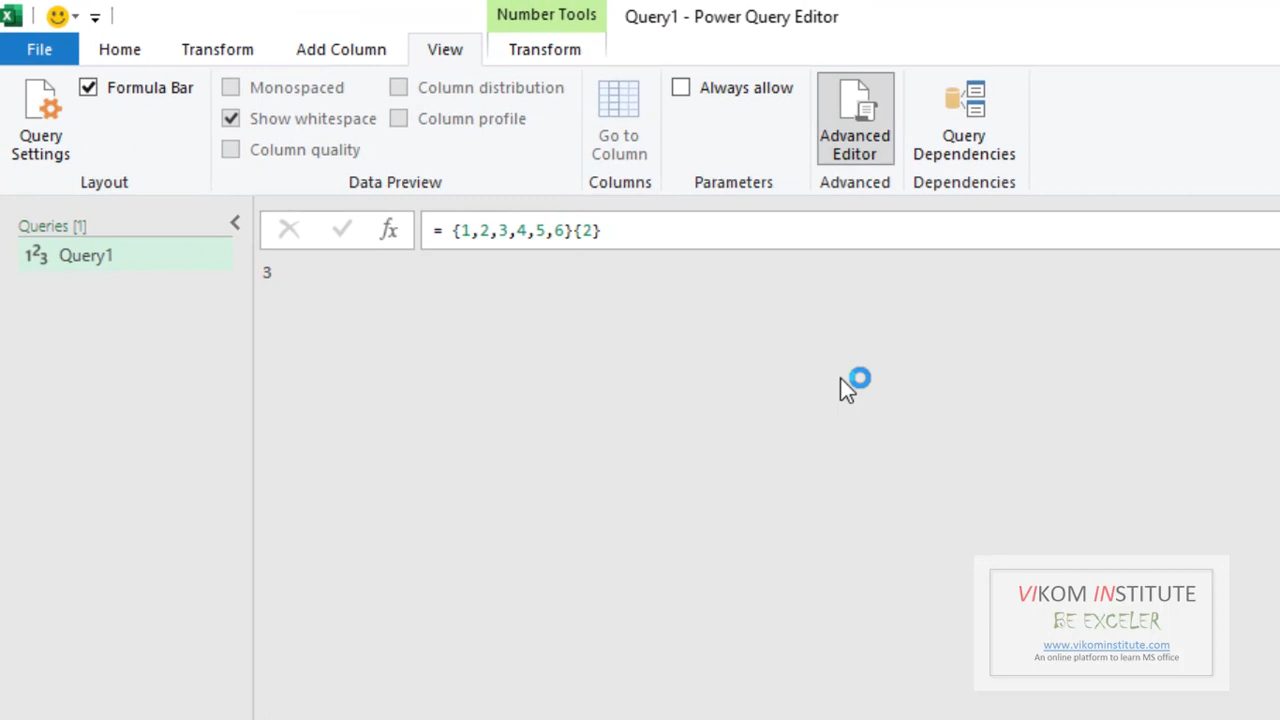 Number Tools
Query1 - Power Query Editor
File
Home
Transform
Add Column
View
Transform
Query
Settings
Formula Bar
Layout
Monospaced
Show whitespace
Column quality
Column distribution
Column profile
Data Preview
Go to
Column
Columns
Always allow
Parameters
Advanced
Editor
Advanced
Query
Dependencies
Dependencies
Queries [1]
123 Query1
fx
= {1,2,3,4,5,6}{2}
3
VIKOM INSTITUTE
BE EXCELER
www.vikominstitute.com
An online platform to learn MS office